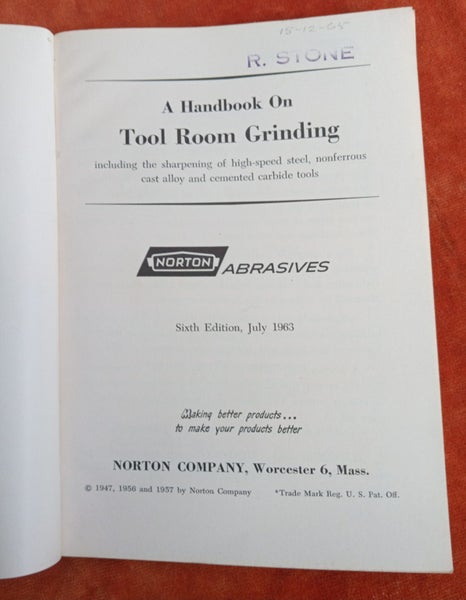 15-12-65
R. STONE
A Handbook On
Tool Room Grinding
including the sharpening of high-speed steel, nonferrous
cast alloy and cemented carbide tools
NORTON ABRASIVES
Sixth Edition, July 1963
Making better products...
to make your products better
NORTON COMPANY, Worcester 6, Mass.
© 1947, 1956 and 1957 by Norton Company *Trade Mark Reg. U. S. Pat. Off.